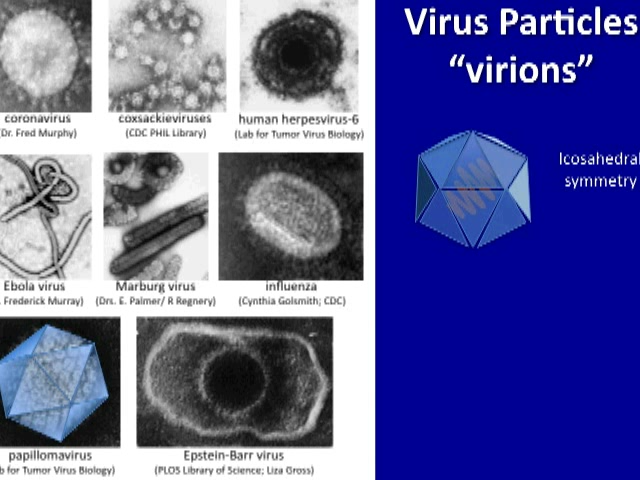 Virus Particles
"virions"
coronavirus
(Dr. Fred Murphy)
coxsackieviruses
(CDC PHIL Library)
human herpesvirus-6
(Lab for Tumor Virus Biology)
Icosahedral
symmetry
Ebola virus
. Frederick Murray)
Marburg virus
(Drs. E. Palmer/ R Regnery)
influenza
(Cynthia Golsmith; CDC)
papillomavirus
b for Tumor Virus Biology)
Epstein-Barr virus
(PLOS Library of Science; Liza Gross)